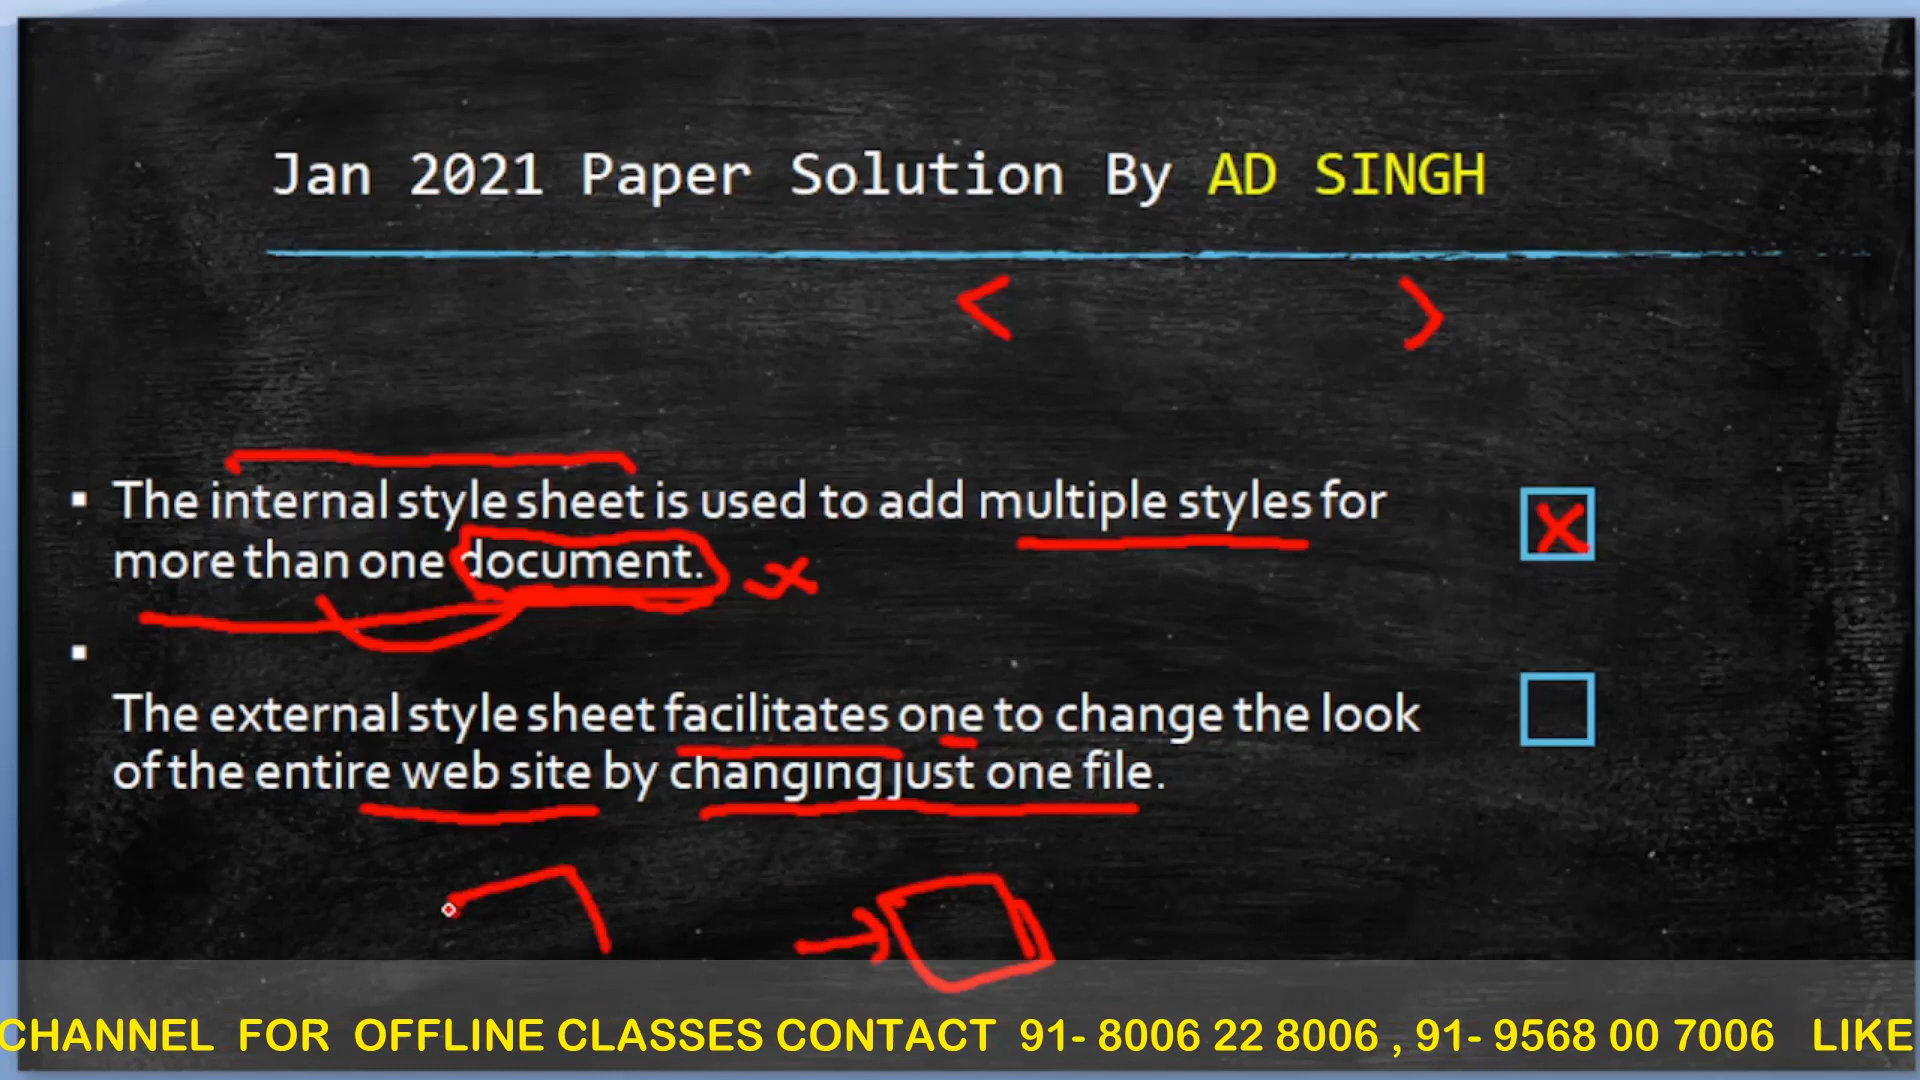 Jan 2021 Paper Solution By AD SINGH
The internal style sheet is used to add multiple styles for
more than one document.
The external style sheet facilitates one to change the look
of the entire web site by changing just one file.
CHANNEL FOR OFFLINE CLASSES CONTACT 91- 8006 22 8006 , 91- 9568 00 7006 LIKE